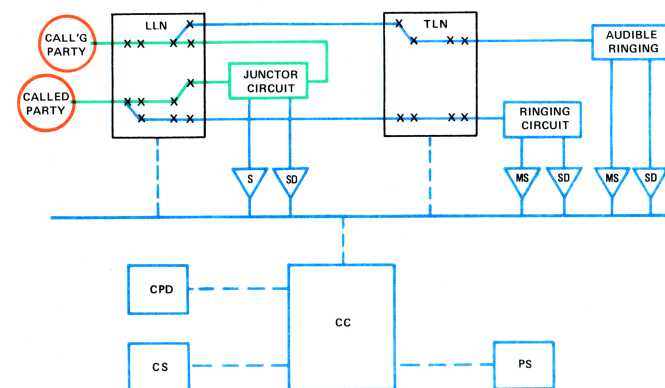 CALL'G
PARTY
LLN
TLN
AUDIBLE
RINGING
CALLED
PARTY
JUNCTOR
CIRCUIT
RINGING
CIRCUIT
S
SD
MS
SD
MS
SD
CPD
CC
CS
PS